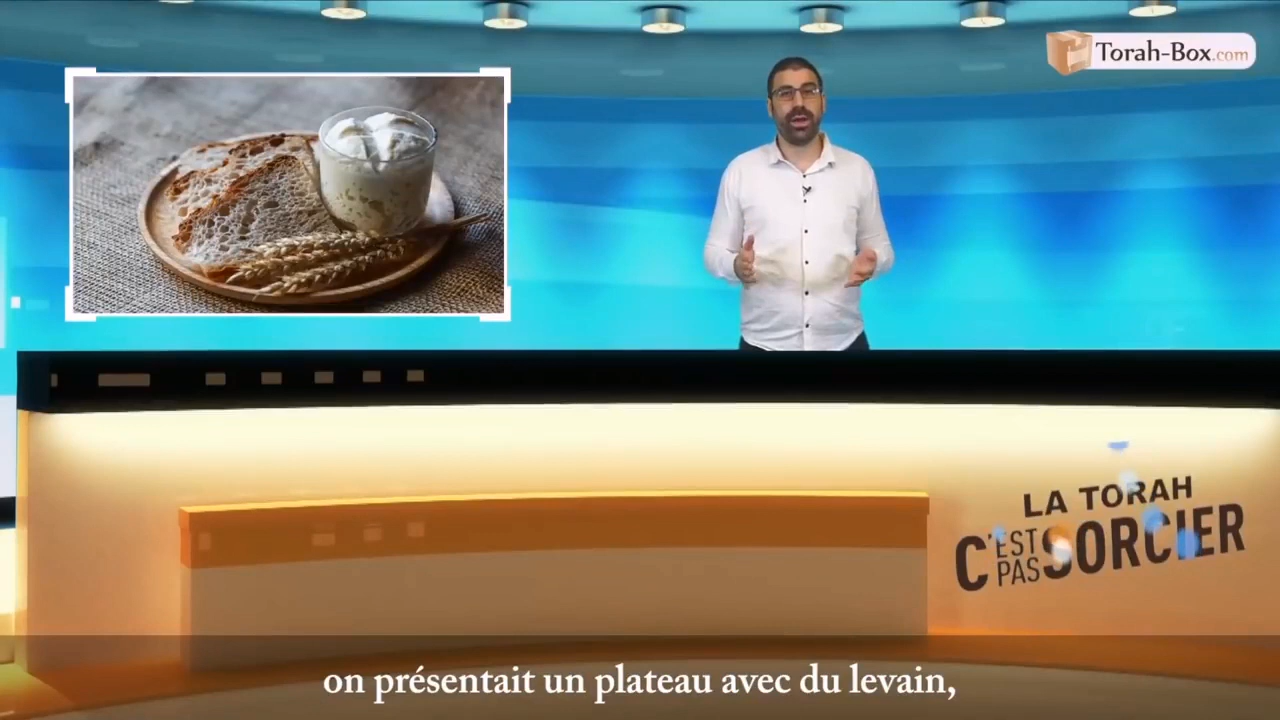 Torah-Box.com
LA TORAH
C'EST PAS SORCIER
on présentait un plateau avec du levain,